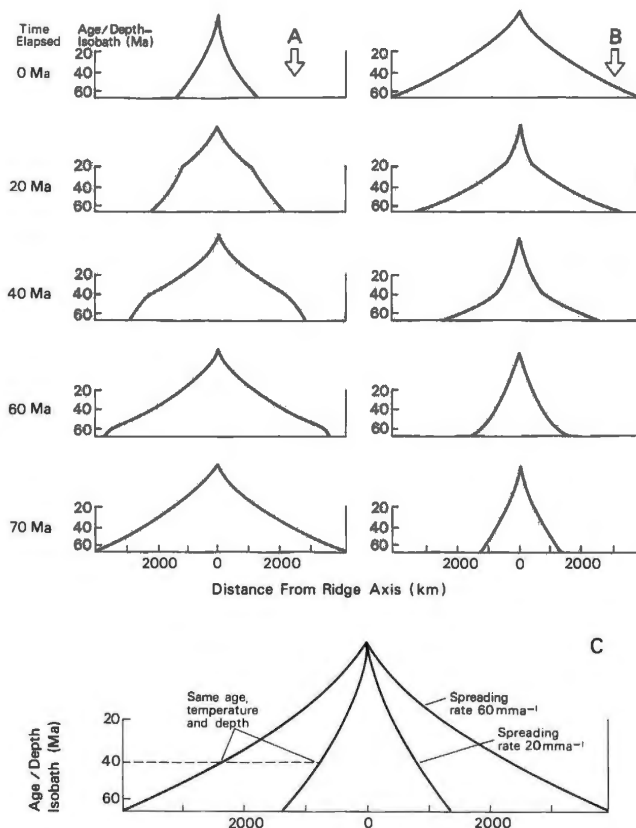 Time Elapsed
Age/Depth– Isobath (Ma)
A
B
0 Ma
20
40
60
20
40
60
20 Ma
20
40
60
20
40
60
40 Ma
20
40
60
20
40
60
60 Ma
20
40
60
20
40
60
70 Ma
20
40
60
20
40
60
2000 0 2000
2000 0 2000
Distance From Ridge Axis (km)
C
Same age,
temperature
and depth
Spreading
rate 60 mma⁻¹
Spreading
rate 20 mma⁻¹
Age / Depth
Isobath (Ma)
20
40
60
2000 0 2000